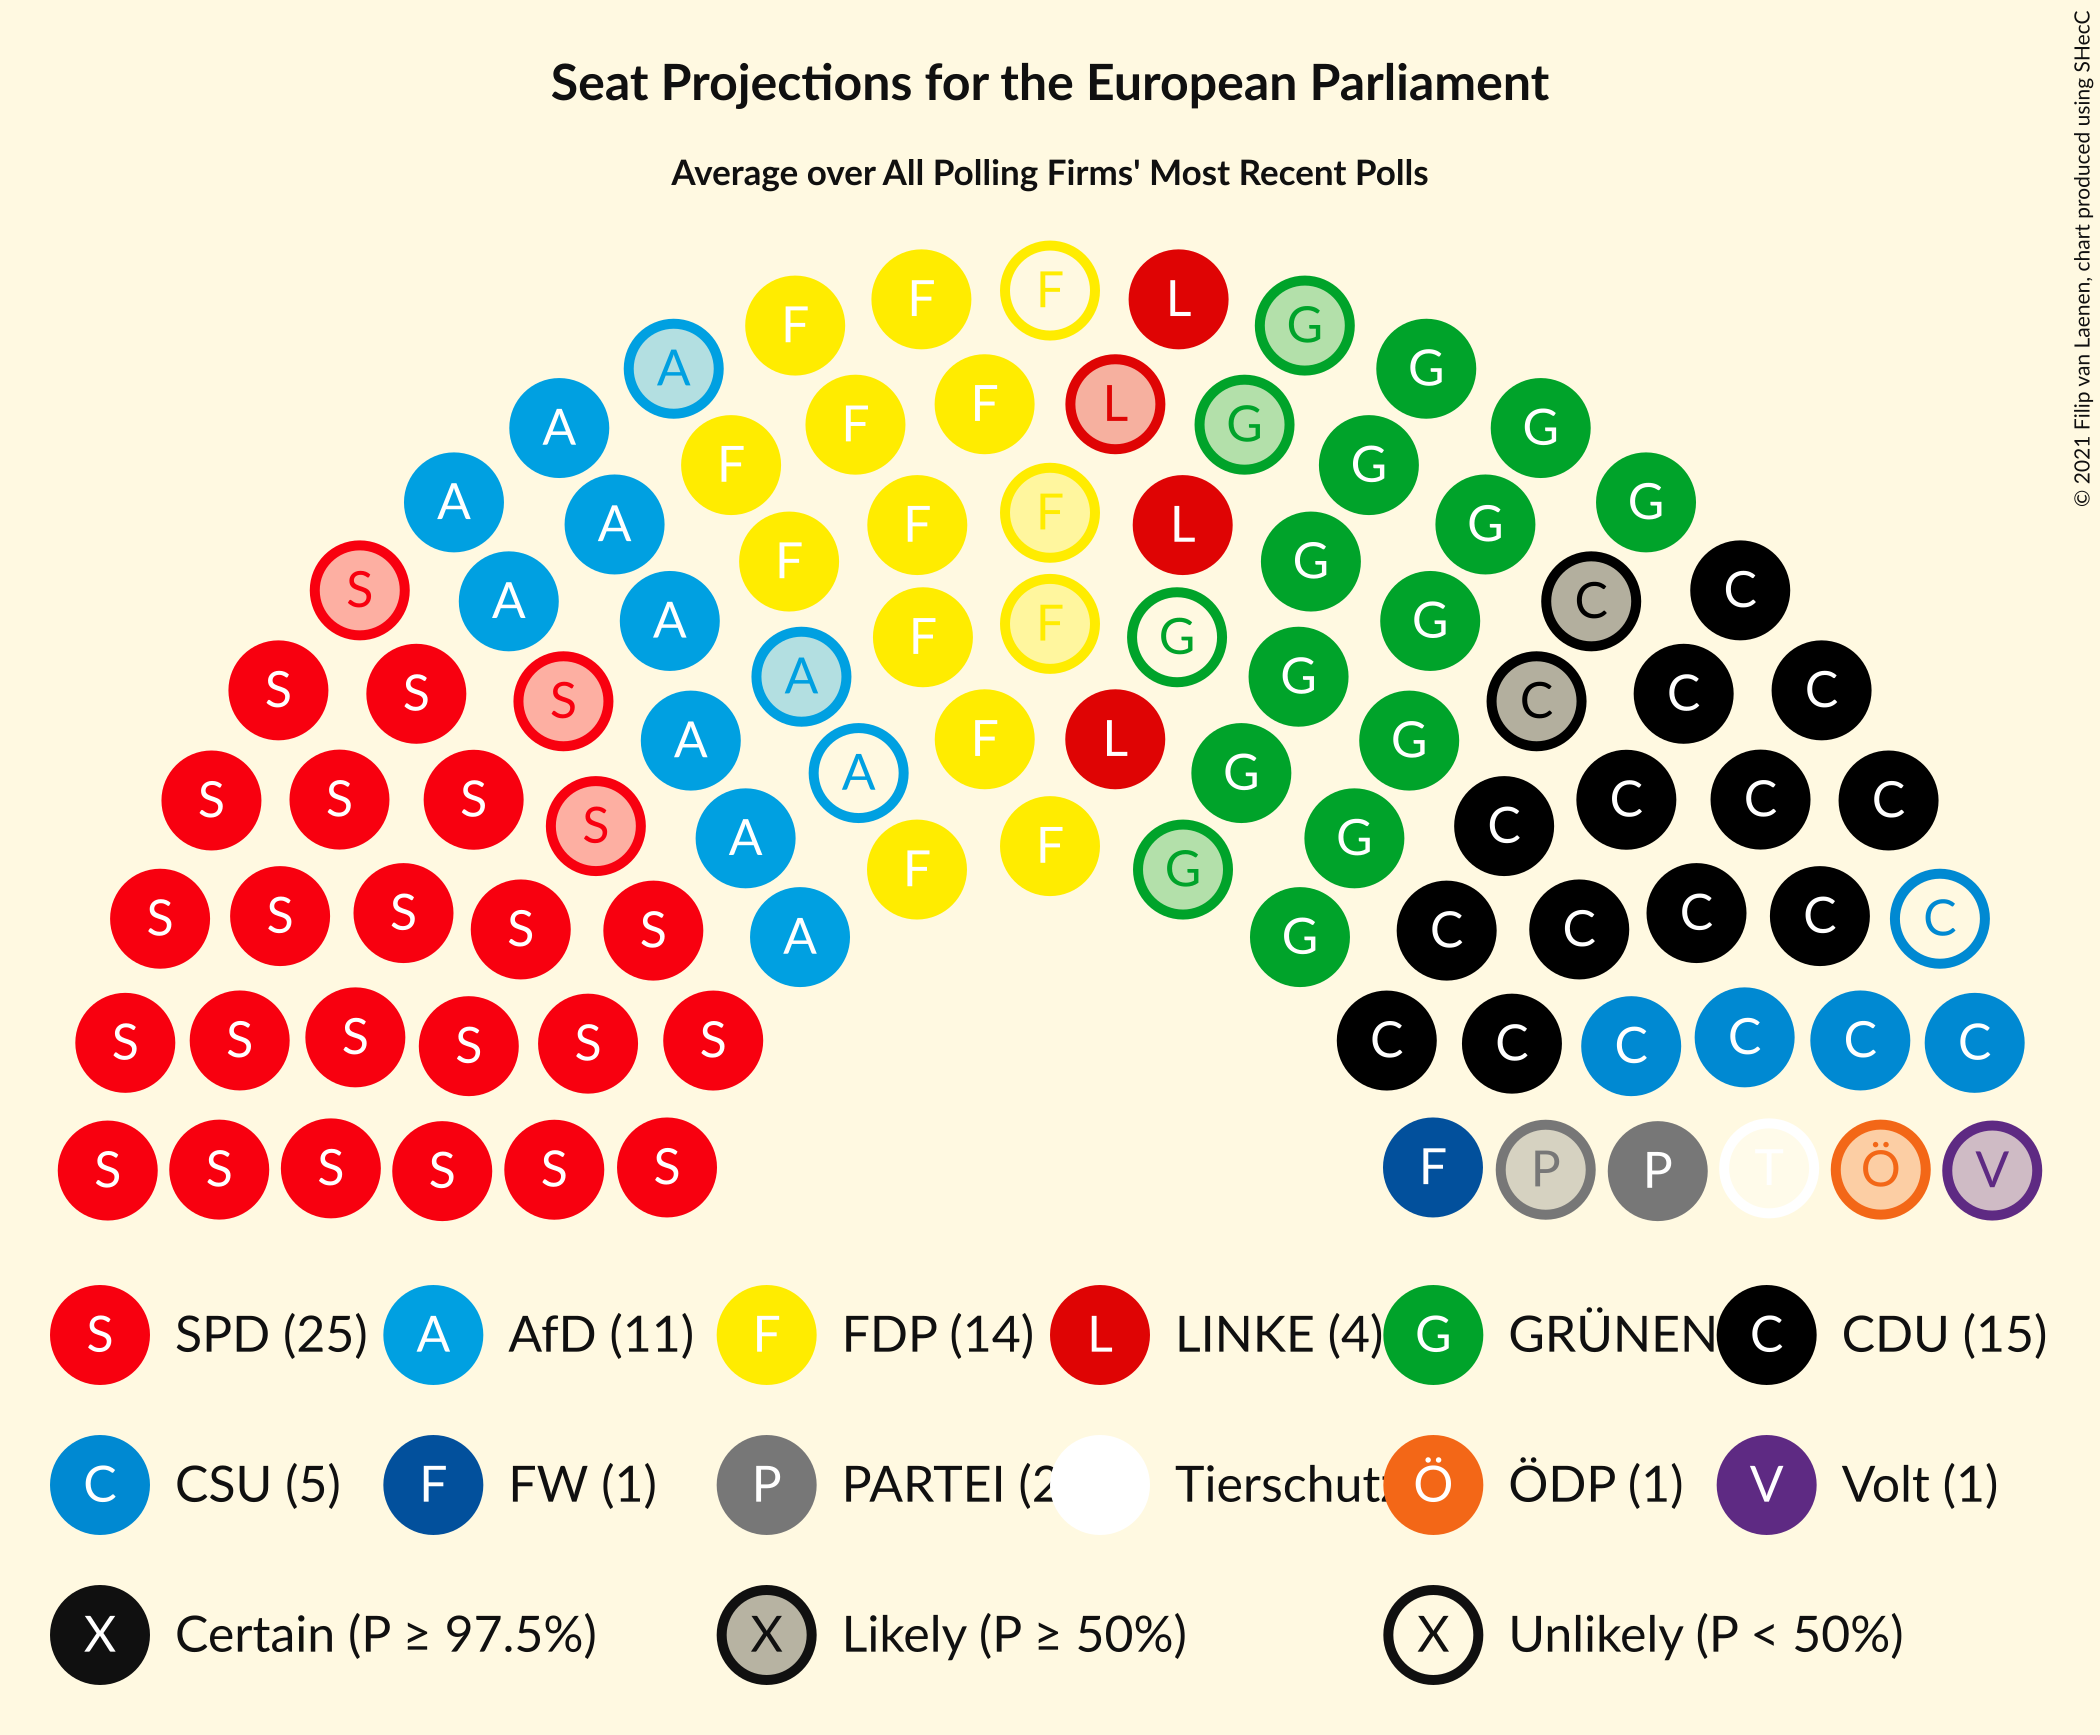 Seat Projections for the European Parliament
Average over All Polling Firms' Most Recent Polls
© 2021 Filip van Laenen, chart produced using SHecC
F F F L G
A F F G
A F F L G G
A F G G
A A F F F L G G G
S A F F G G G C C
S S S A A F F G G G C C C C
A A F L G G
S S S S A F F G G C C C C
S S S S S A G C C C C C
S S S S S S C C C C C C
S S S S S S F P P T Ö V
S SPD (25) A AfD (11) F FDP (14) L LINKE (4) G GRÜNEN C CDU (15)
C CSU (5) F FW (1) P PARTEI (2 Tierschutz Ö ÖDP (1) V Volt (1)
X Certain (P ≥ 97.5%) X Likely (P ≥ 50%) X Unlikely (P < 50%)